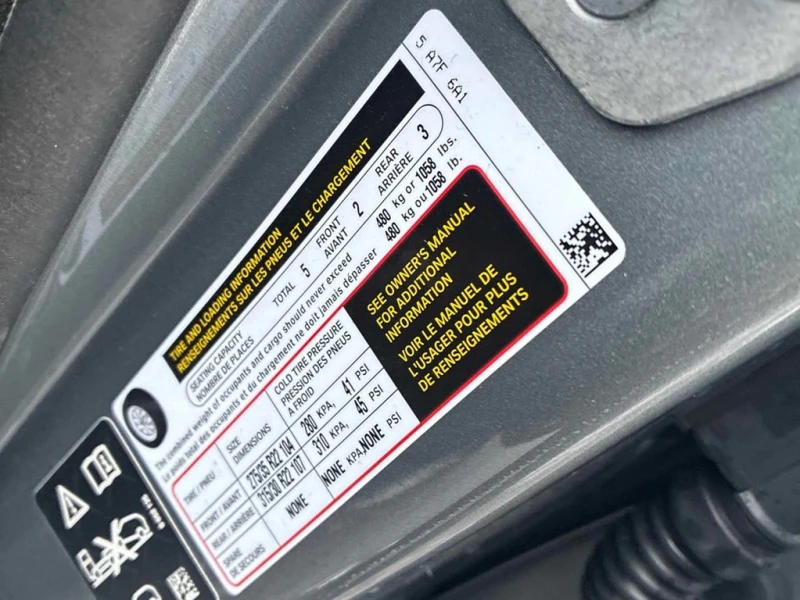 5 A7F 6A1
TIRE AND LOADING INFORMATION
RENSEIGNEMENTS SUR LES PNEUS ET LE CHARGEMENT
SEATING CAPACITY TOTAL 5 FRONT 2 REAR 3
NOMBRE DE PLACES AVANT ARRIÈRE
The combined weight of occupants and cargo should never exceed 480 kg or 1058 lbs.
Le poids total des occupants et du chargement ne doit jamais dépasser 480 kg ou 1058 lb.
TIRE / PNEU SIZE COLD TIRE PRESSURE
DIMENSIONS PRESSION DES PNEUS
A FROID
FRONT / AVANT 275/35 R22 104 280 KPA, 41 PSI
REAR / ARRIÈRE 315/30 R22 107 310 KPA, 45 PSI
SPARE NONE NONE KPA, NONE PSI
DE SECOURS
SEE OWNER'S MANUAL
FOR ADDITIONAL
INFORMATION
VOIR LE MANUEL DE
L'USAGER POUR PLUS
DE RENSEIGNEMENTS